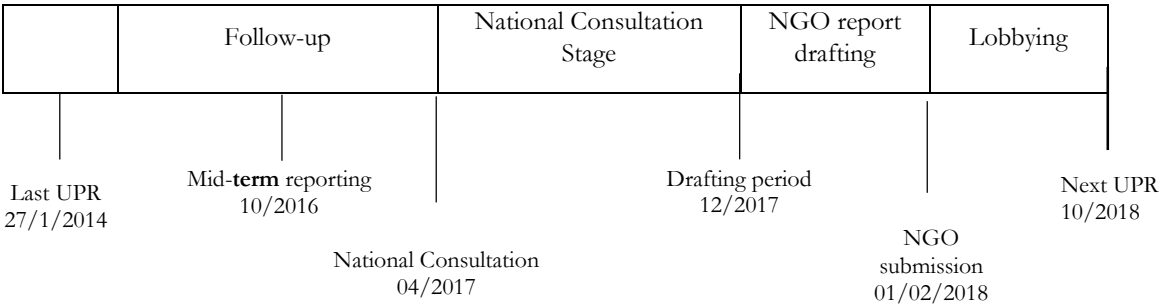 Follow-up
National Consultation
Stage
NGO report
drafting
Lobbying
Last UPR
27/1/2014
Mid-term reporting
10/2016
National Consultation
04/2017
Drafting period
12/2017
NGO
submission
01/02/2018
Next UPR
10/2018